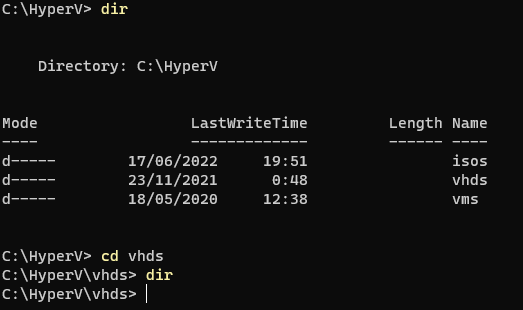 C:\HyperV> dir
Directory: C:\HyperV
Mode LastWriteTime Length Name
---- ------------- ------ ----
d----- 17/06/2022 19:51 isos
d----- 23/11/2021 0:48 vhds
d----- 18/05/2020 12:38 vms
C:\HyperV> cd vhds
C:\HyperV\vhds> dir
C:\HyperV\vhds>